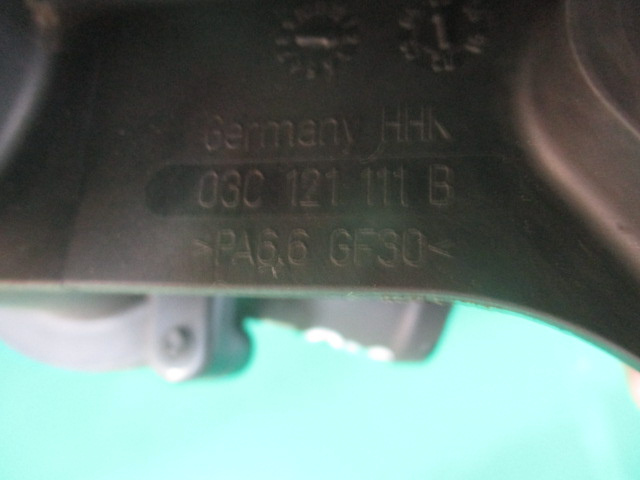 Germany HHK
03C 121 111 B
>PA6.6 GF30<